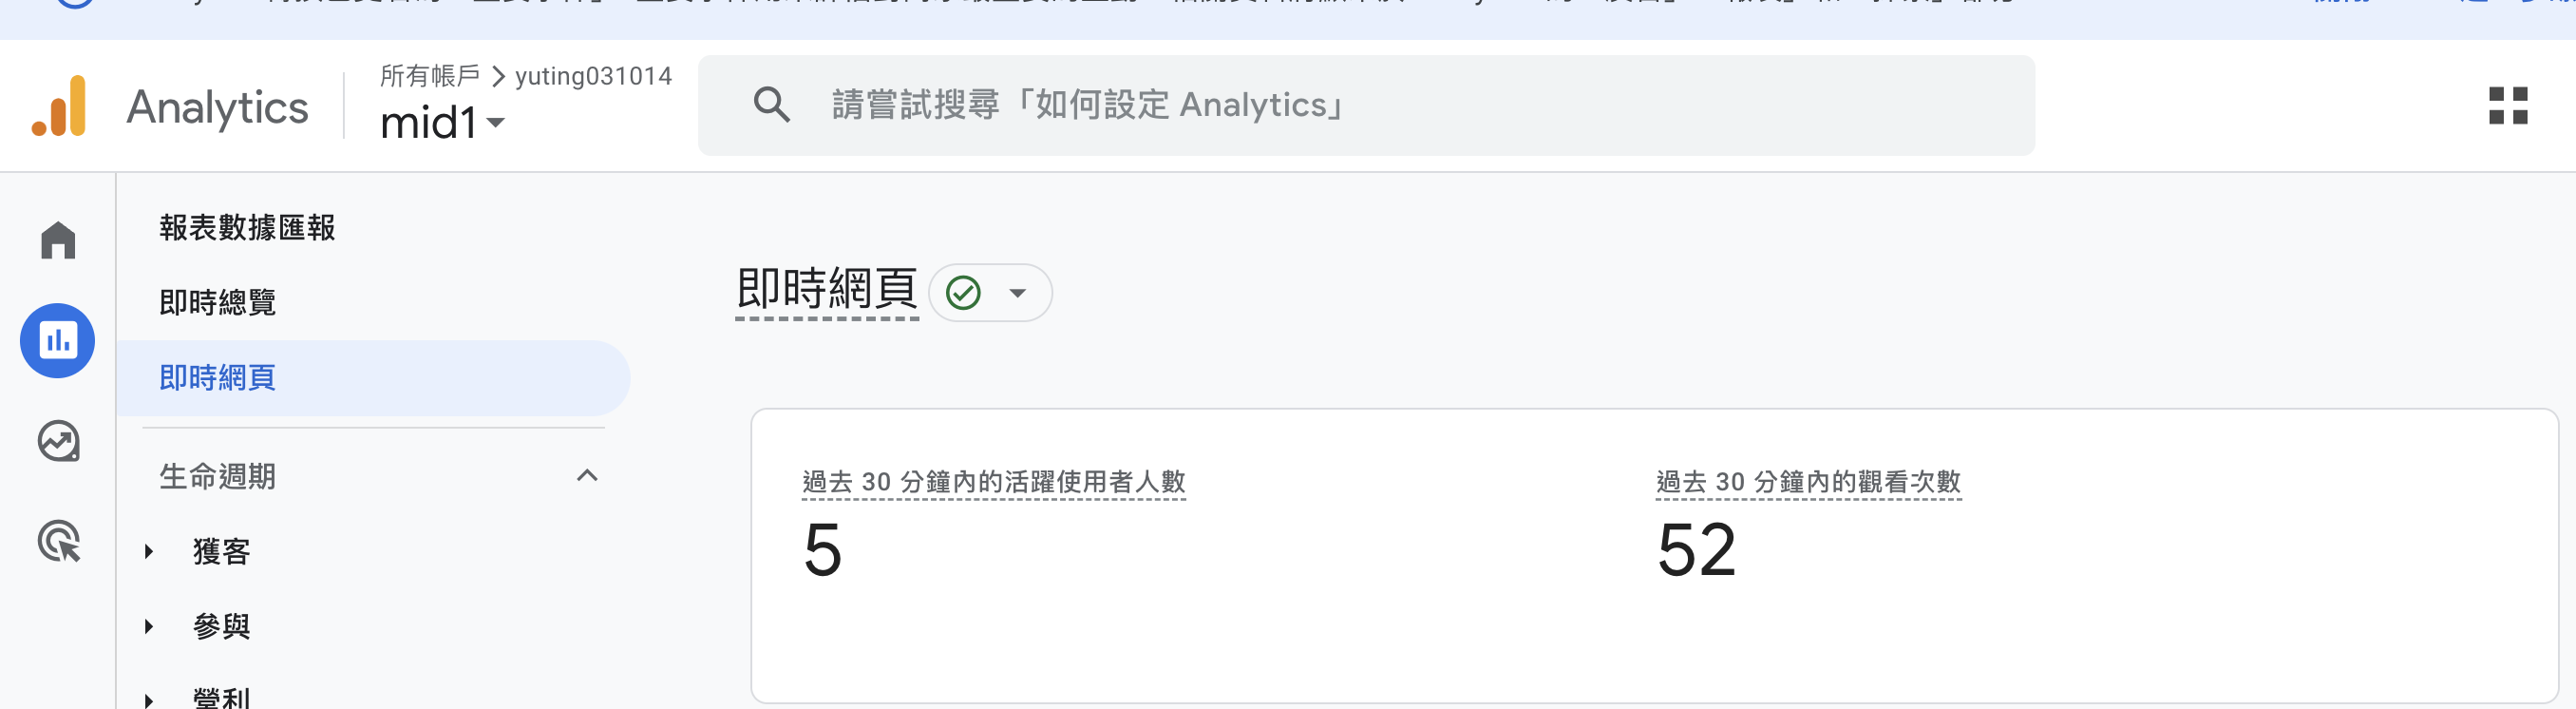 Analytics
所有帳戶 > yuting031014
mid1
請嘗試搜尋「如何設定 Analytics」
報表數據匯報
即時總覽
即時網頁
生命週期
獲客
參與
營利
即時網頁
過去 30 分鐘內的活躍使用者人數
5
過去 30 分鐘內的觀看次數
52